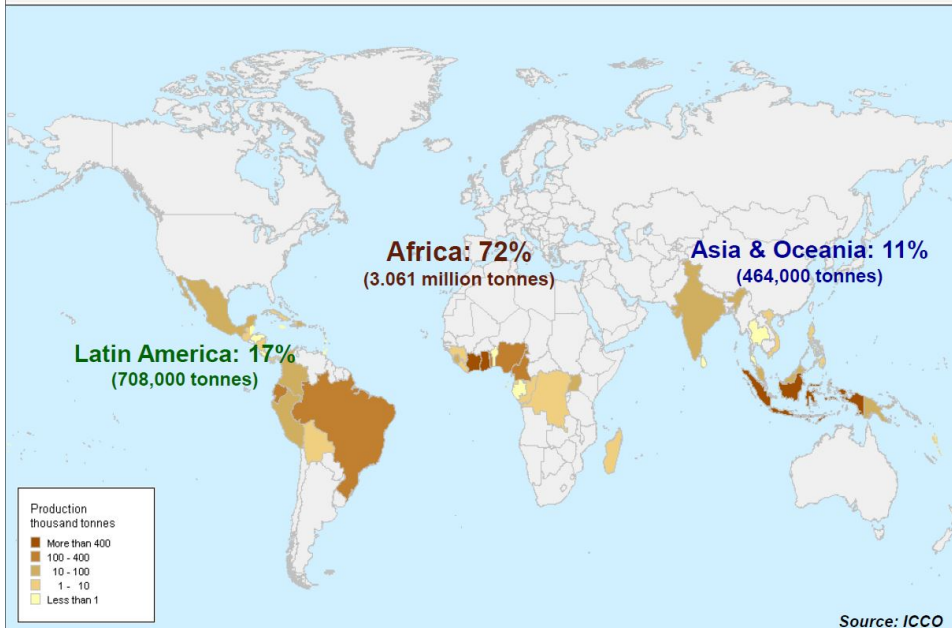 Africa: 72%
(3.061 million tonnes)
Asia & Oceania: 11%
(464,000 tonnes)
Latin America: 17%
(708,000 tonnes)
Production
thousand tonnes
More than 400
100 - 400
10 - 100
1 - 10
Less than 1
Source: ICCO